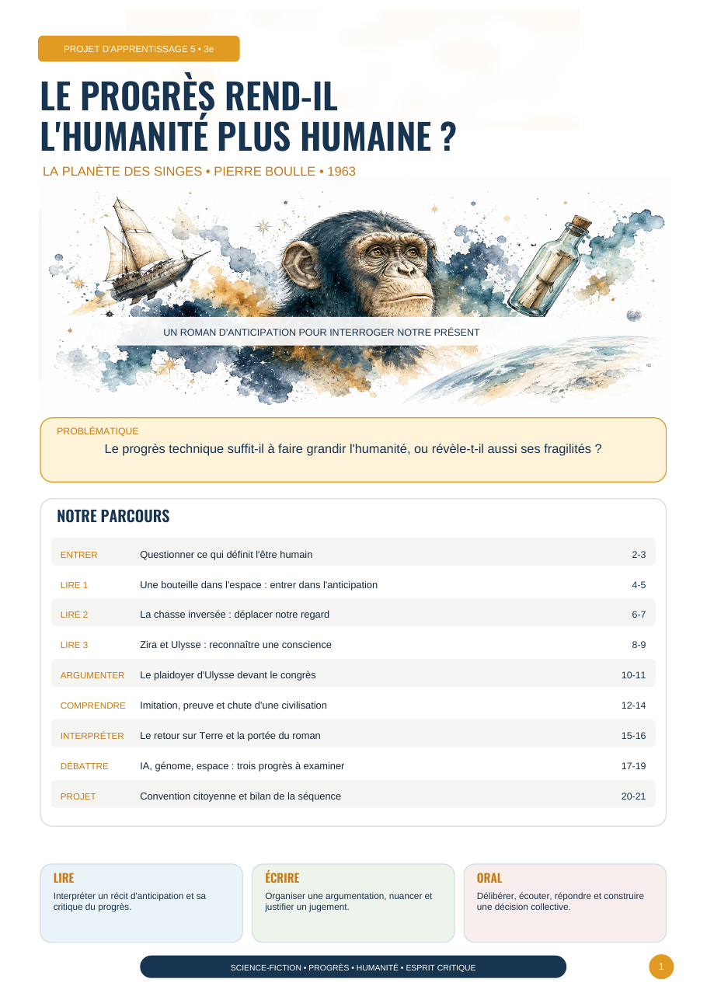 PROJET D'APPRENTISSAGE 5 • 3e
LE PROGRÈS REND-IL
L'HUMANITÉ PLUS HUMAINE ?
LA PLANÈTE DES SINGES • PIERRE BOULLE • 1963
UN ROMAN D'ANTICIPATION POUR INTERROGER NOTRE PRÉSENT
PROBLÉMATIQUE
Le progrès technique suffit-il à faire grandir l'humanité, ou révèle-t-il aussi ses fragilités ?
NOTRE PARCOURS
ENTRER Questionner ce qui définit l'être humain 2-3
LIRE 1 Une bouteille dans l'espace : entrer dans l'anticipation 4-5
LIRE 2 La chasse inversée : déplacer notre regard 6-7
LIRE 3 Zira et Ulysse : reconnaître une conscience 8-9
ARGUMENTER Le plaidoyer d'Ulysse devant le congrès 10-11
COMPRENDRE Imitation, preuve et chute d'une civilisation 12-14
INTERPRÉTER Le retour sur Terre et la portée du roman 15-16
DÉBATTRE IA, génome, espace : trois progrès à examiner 17-19
PROJET Convention citoyenne et bilan de la séquence 20-21
LIRE
Interpréter un récit d'anticipation et sa
critique du progrès.
ÉCRIRE
Organiser une argumentation, nuancer et
justifier un jugement.
ORAL
Délibérer, écouter, répondre et construire
une décision collective.
SCIENCE-FICTION • PROGRÈS • HUMANITÉ • ESPRIT CRITIQUE
1